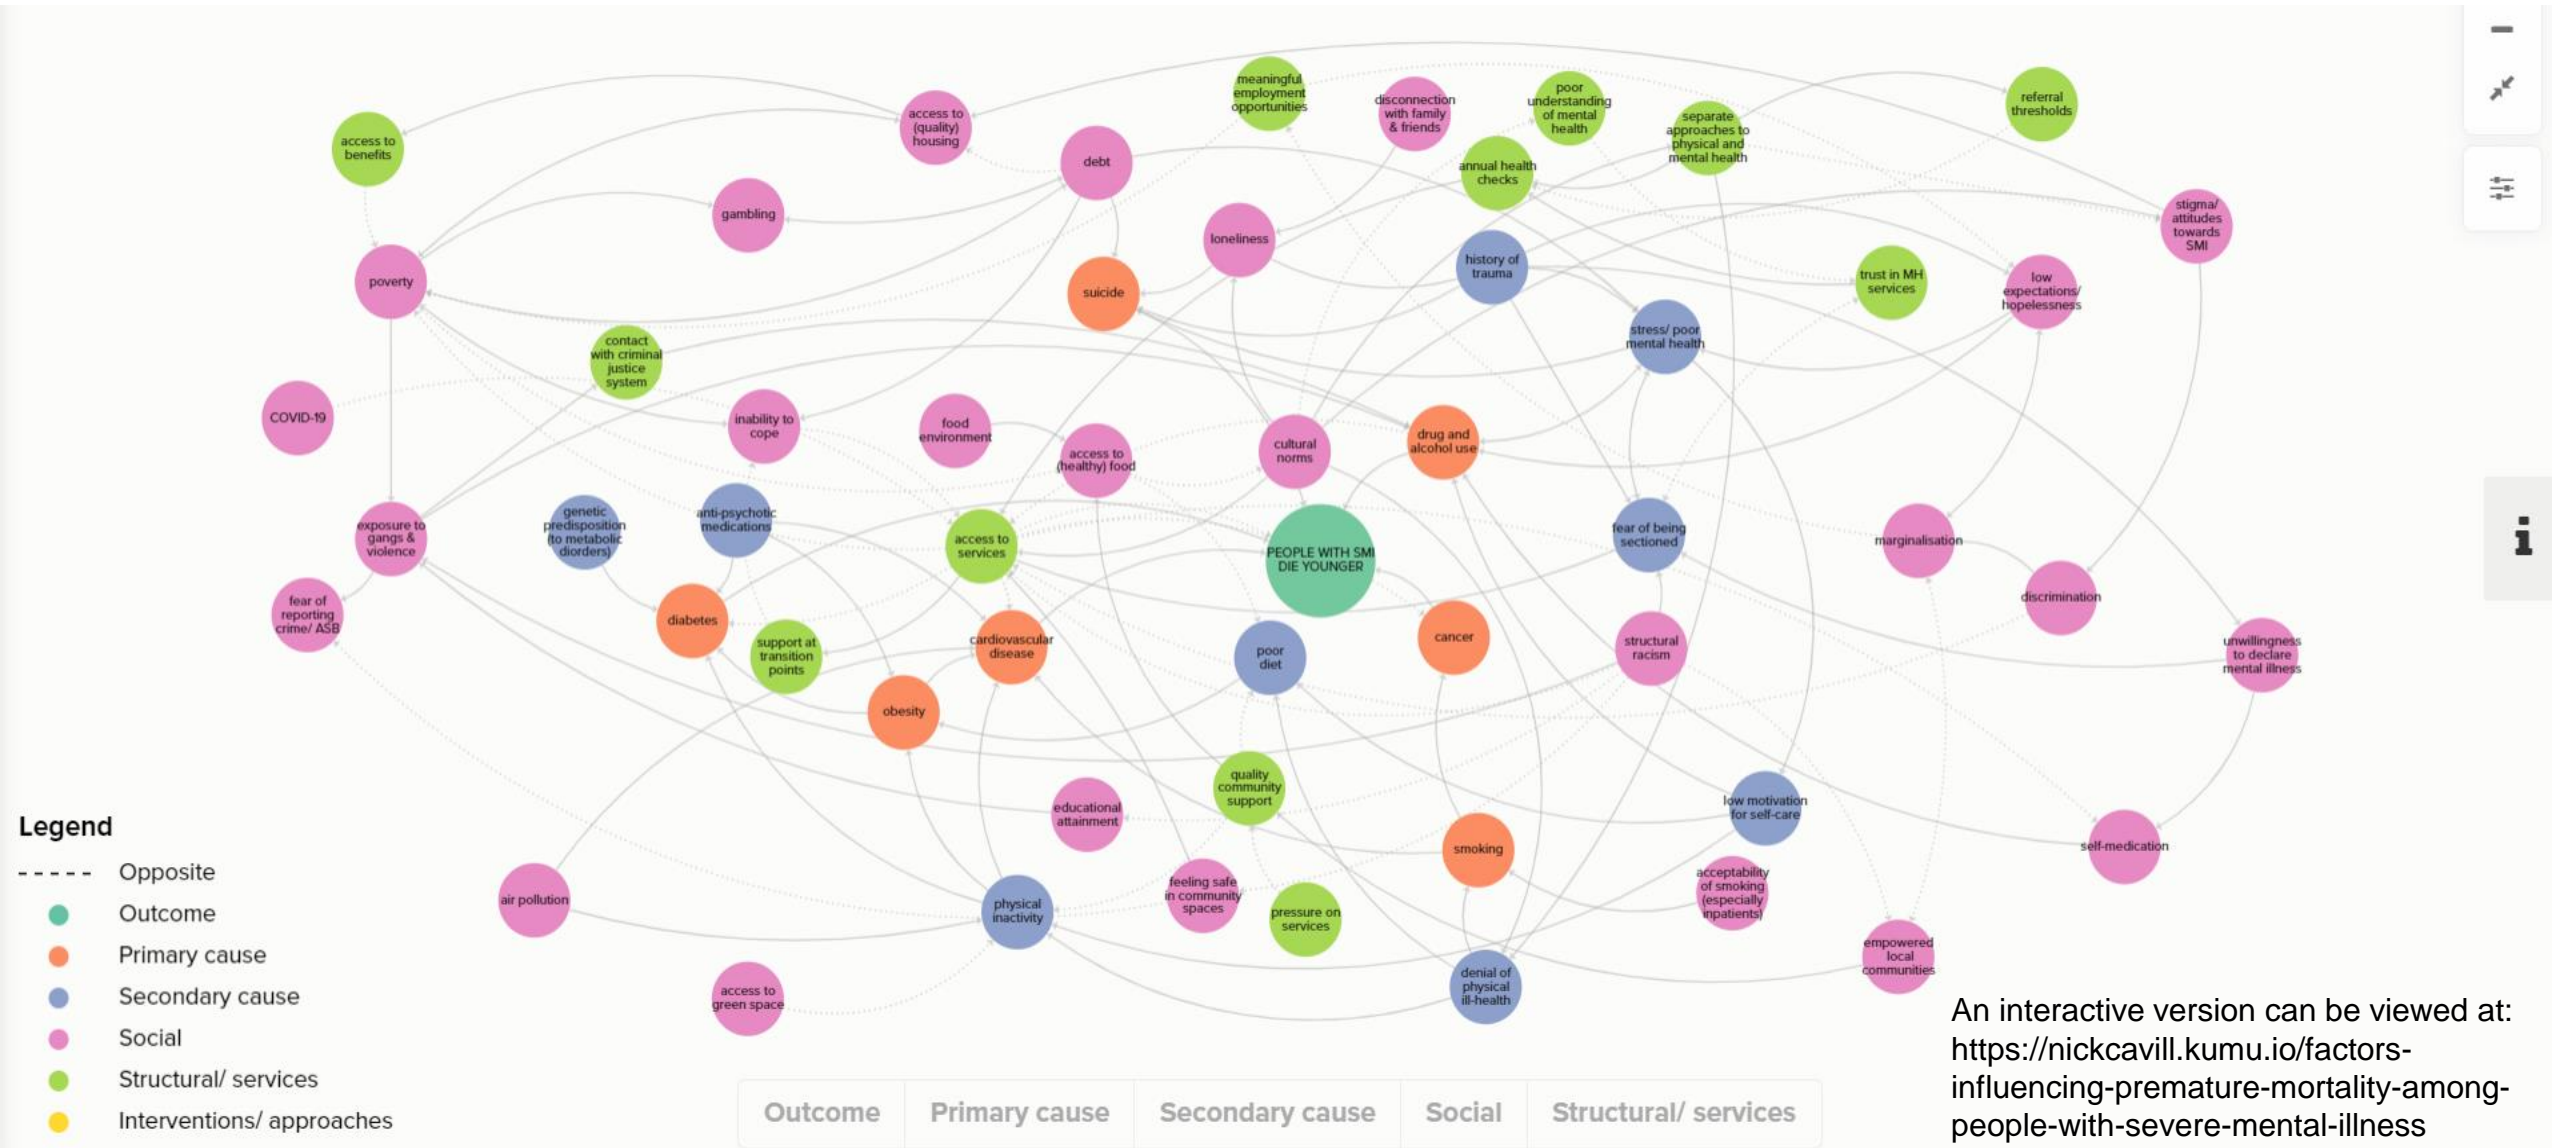 meaningful
employment
opportunities
disconnection
with family
& friends
poor
understanding
of mental
health
separate
approaches to
physical and
mental health
referral
thresholds
access to
benefits
access to
(quality)
housing
debt
annual health
checks
gambling
loneliness
stigma/
attitudes
towards
SMI
poverty
suicide
history of
trauma
trust in MH
services
low
expectations/
hopelessness
contact
with criminal
justice
system
stress/ poor
mental health
COVID-19
inability to
cope
food
environment
access to
(healthy) food
cultural
norms
drug and
alcohol use
exposure to
gangs &
violence
genetic
predisposition
(to metabolic
diorders)
anti-psychotic
medications
access to
services
PEOPLE WITH SMI
DIE YOUNGER
fear of being
sectioned
marginalisation
discrimination
fear of
reporting
crime/ ASB
diabetes
support at
transition
points
cardiovascular
disease
poor
diet
cancer
structural
racism
unwillingness
to declare
mental illness
obesity
educational
attainment
quality
community
support
smoking
low motivation
for self-care
self-medication
air pollution
physical
inactivity
feeling safe
in community
spaces
pressure on
services
acceptability
of smoking
(especially
inpatients)
empowered
local
communities
access to
green space
denial of
physical
ill-health
Legend
Opposite
Outcome
Primary cause
Secondary cause
Social
Structural/ services
Interventions/ approaches
Outcome Primary cause Secondary cause Social Structural/ services
An interactive version can be viewed at:
https://nickcavill.kumu.io/factors-
influencing-premature-mortality-among-
people-with-severe-mental-illness